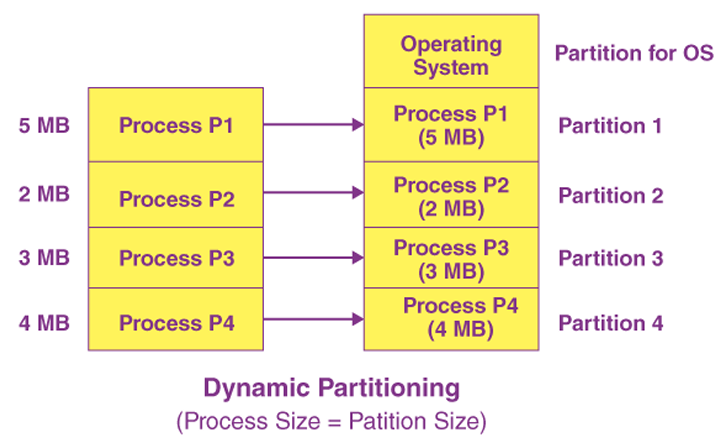 Operating
System
Partition for OS
5 MB
Process P1
Process P1
(5 MB)
Partition 1
2 MB
Process P2
Process P2
(2 MB)
Partition 2
3 MB
Process P3
Process P3
(3 MB)
Partition 3
4 MB
Process P4
Process P4
(4 MB)
Partition 4
Dynamic Partitioning
(Process Size = Patition Size)